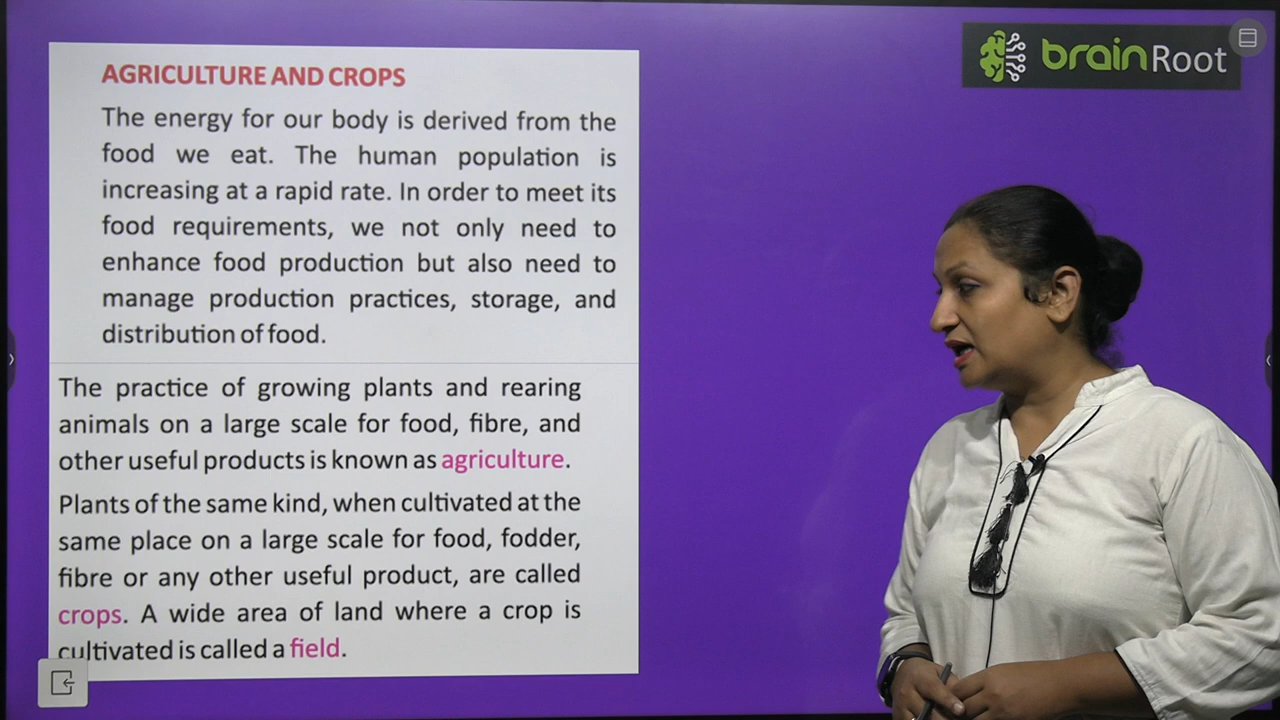 brainRoot
AGRICULTURE AND CROPS
The energy for our body is derived from the
food we eat. The human population is
increasing at a rapid rate. In order to meet its
food requirements, we not only need to
enhance food production but also need to
manage production practices, storage, and
distribution of food.
The practice of growing plants and rearing
animals on a large scale for food, fibre, and
other useful products is known as agriculture.
Plants of the same kind, when cultivated at the
same place on a large scale for food, fodder,
fibre or any other useful product, are called
crops. A wide area of land where a crop is
cultivated is called a field.